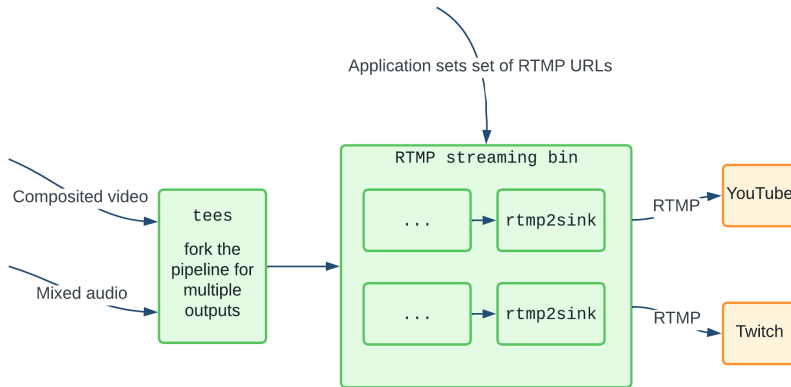 Application sets set of RTMP URLs
RTMP streaming bin
Composited video
tees
fork the
pipeline for
multiple
outputs
Mixed audio
...
rtmp2sink
RTMP
YouTube
...
rtmp2sink
RTMP
Twitch